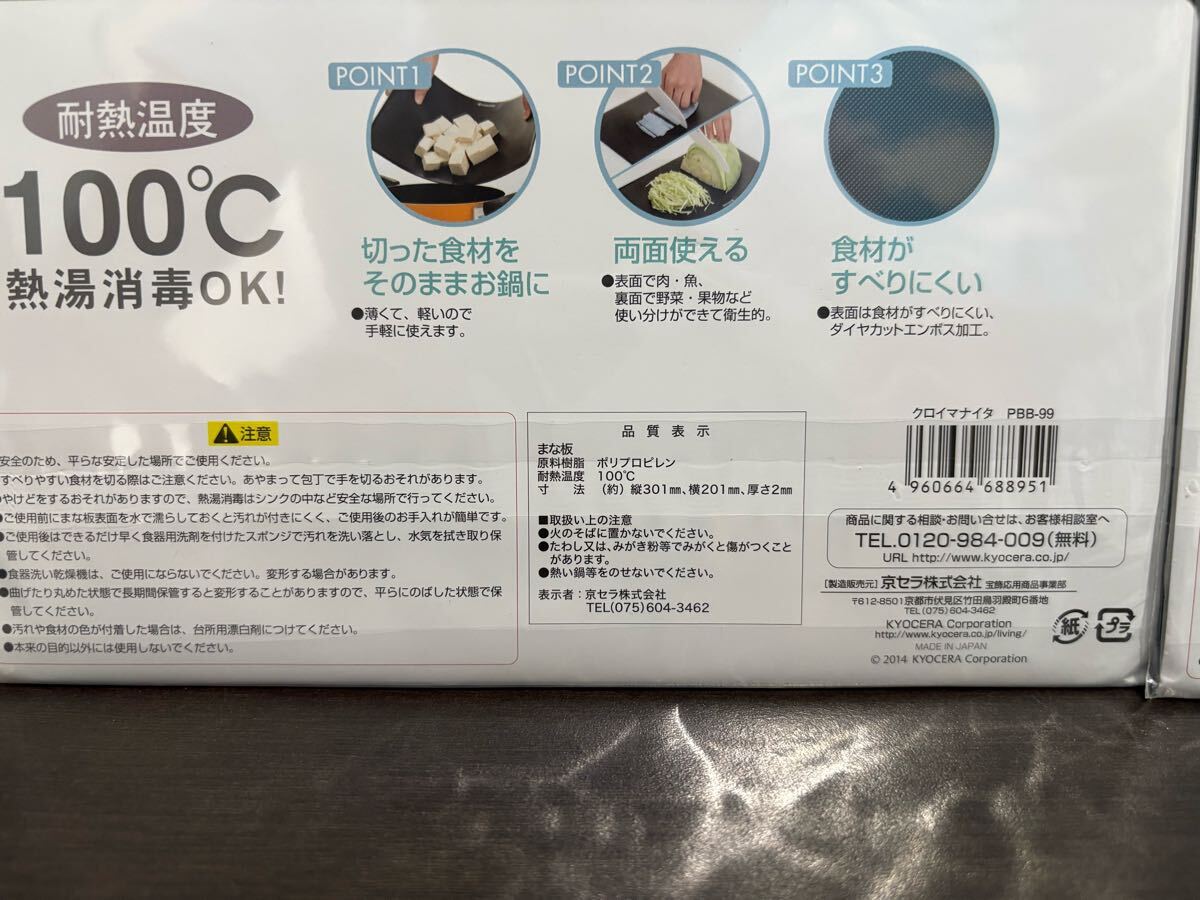 耐熱温度
100℃
熱湯消毒OK!
POINT1
切った食材を
そのままお鍋に
●薄くて、軽いので
手軽に使えます。
POINT2
両面使える
●表面で肉・魚、
裏面で野菜・果物など
使い分けができて衛生的。
POINT3
食材が
すべりにくい
●表面は食材がすべりにくい、
ダイヤカットエンボス加工。
注意
安全のため、平らな安定した場所でご使用ください。
すべりやすい食材を切る際はご注意ください。あやまって包丁で手を切るおそれがあります。
やけどをするおそれがありますので、熱湯消毒はシンクの中など安全な場所で行ってください。
●ご使用前にまな板表面を水で濡らしておくと汚れが付きにくく、ご使用後のお手入れが簡単です。
●ご使用後はできるだけ早く食器用洗剤を付けたスポンジで汚れを洗い落とし、水気を拭き取り保
管してください。
●食器洗い乾燥機は、ご使用にならないでください。変形する場合があります。
●曲げたり丸めた状態で長期間保管すると変形することがありますので、平らにのばした状態で保
管してください。
●汚れや食材の色が付着した場合は、台所用漂白剤につけてください。
●本来の目的以外には使用しないでください。
品質表示
まな板
原料樹脂 ポリプロピレン
耐熱温度 100℃
寸法 (約)縦301mm、横201mm、厚さ2mm
■取扱い上の注意
●火のそばに置かないでください。
●たわし又は、みがき粉等でみがくと傷がつくこと
があります。
●熱い鍋等をのせないでください。
表示者:京セラ株式会社
TEL(075)604-3462
クロイマナイタ PBB-99
4 960664 688951
商品に関する相談・お問い合せは、お客様相談室へ
TEL.0120-984-009(無料)
URL http://www.kyocera.co.jp/
[製造販売元] 京セラ株式会社 宝飾応用商品事業部
〒612-8501京都市伏見区竹田鳥羽殿町6番地
TEL(075)604-3462
KYOCERA Corporation
http://www.kyocera.co.jp/living/
MADE IN JAPAN
© 2014 KYOCERA Corporation
紙
プラ